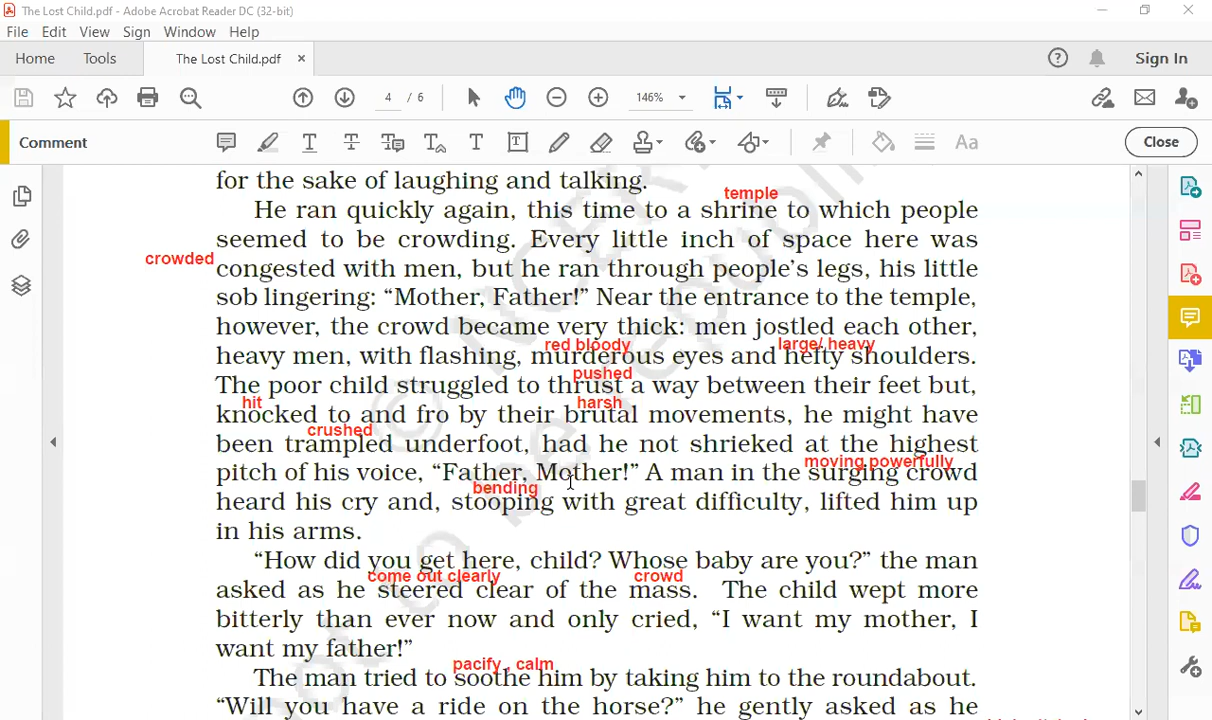 The Lost Child.pdf - Adobe Acrobat Reader DC (32-bit)
File Edit View Sign Window Help
Home Tools The Lost Child.pdf × Sign In
4 / 6 146%
Comment Close
for the sake of laughing and talking.
temple
He ran quickly again, this time to a shrine to which people
seemed to be crowding. Every little inch of space here was
crowded
congested with men, but he ran through people's legs, his little
sob lingering: “Mother, Father!” Near the entrance to the temple,
however, the crowd became very thick: men jostled each other,
red bloody large/ heavy
heavy men, with flashing, murderous eyes and hefty shoulders.
pushed
The poor child struggled to thrust a way between their feet but,
hit harsh
knocked to and fro by their brutal movements, he might have
crushed
been trampled underfoot, had he not shrieked at the highest
moving powerfully
pitch of his voice, “Father, Mother!” A man in the surging crowd
bending
heard his cry and, stooping with great difficulty, lifted him up
in his arms.
“How did you get here, child? Whose baby are you?” the man
come out clearly crowd
asked as he steered clear of the mass. The child wept more
bitterly than ever now and only cried, “I want my mother, I
want my father!”
pacify , calm
The man tried to soothe him by taking him to the roundabout.
“Will you have a ride on the horse?” he gently asked as he